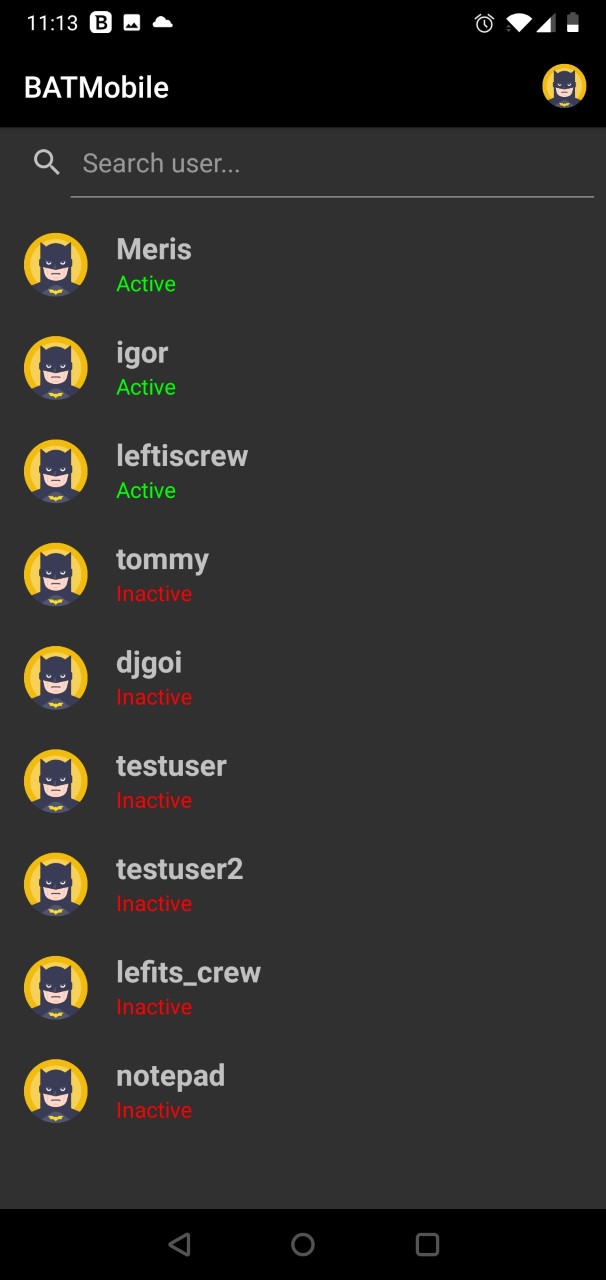 11:13 B
BATMobile
Search user...
Meris
Active
igor
Active
leftiscrew
Active
tommy
Inactive
djgoi
Inactive
testuser
Inactive
testuser2
Inactive
lefits_crew
Inactive
notepad
Inactive